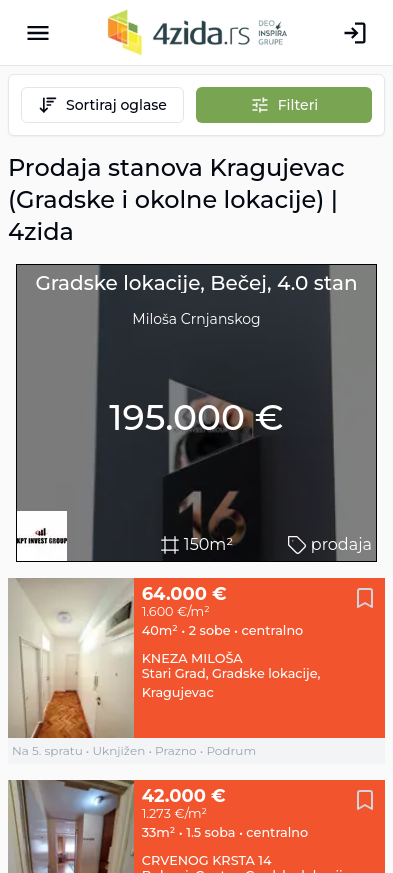 4zida.rs
DEO
INSPIRA
GRUPE
Sortiraj oglase
Filteri
Prodaja stanova Kragujevac
(Gradske i okolne lokacije) |
4zida
Gradske lokacije, Bečej, 4.0 stan
Miloša Crnjanskog
195.000 €
16
KPT INVEST GROUP
150m²
prodaja
64.000 €
1.600 €/m²
40m² • 2 sobe • centralno
KNEZA MILOŠA
Stari Grad, Gradske lokacije,
Kragujevac
Na 5. spratu • Uknjižen • Prazno • Podrum
42.000 €
1.273 €/m²
33m² • 1.5 soba • centralno
CRVENOG KRSTA 14